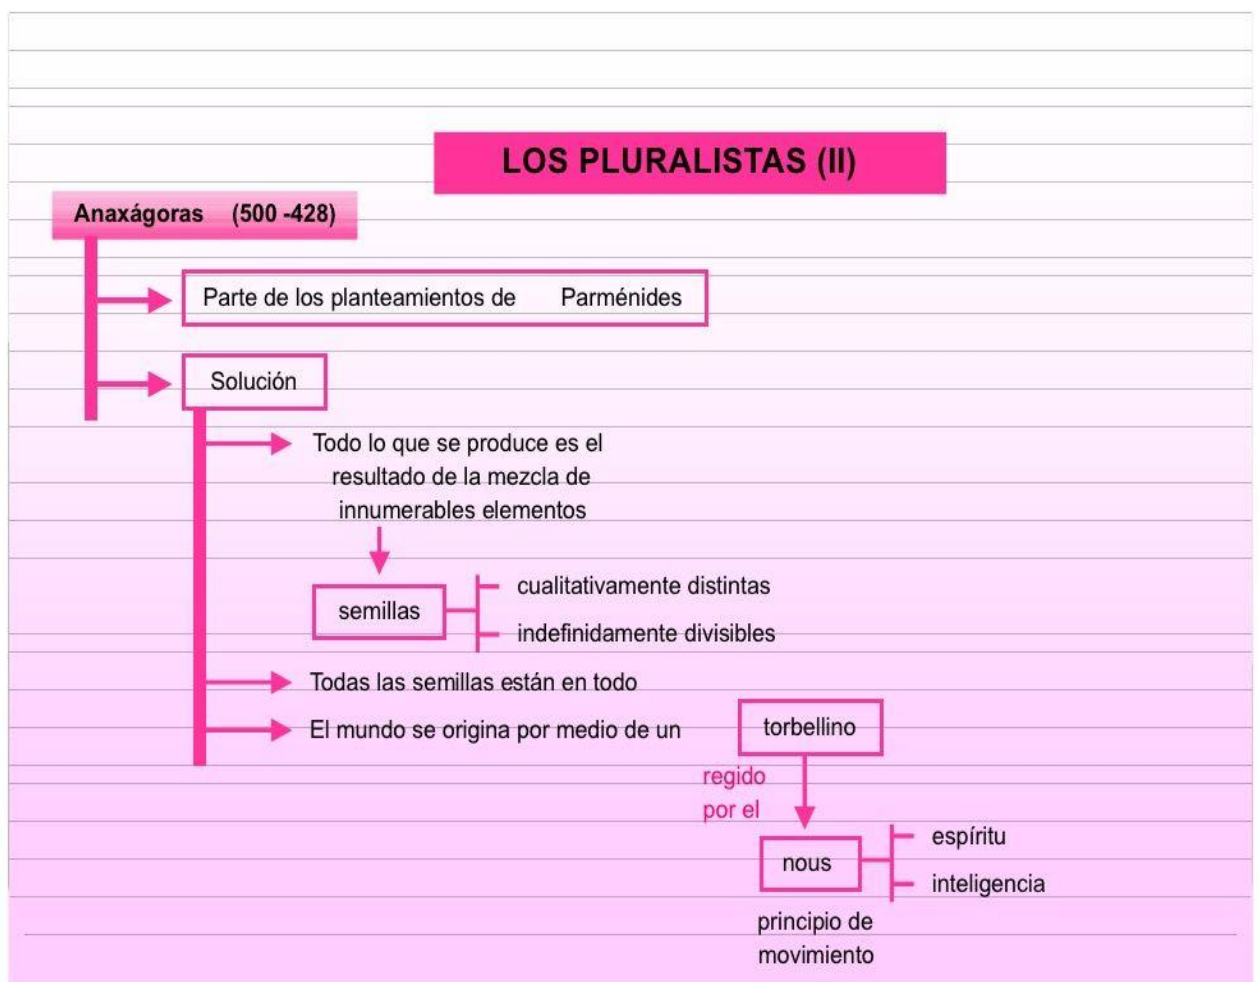 LOS PLURALISTAS (II)
Anaxágoras (500 -428)
Parte de los planteamientos de Parménides
Solución
Todo lo que se produce es el
resultado de la mezcla de
innumerables elementos
semillas
cualitativamente distintas
indefinidamente divisibles
Todas las semillas están en todo
El mundo se origina por medio de un torbellino
regido
por el
nous
espíritu
inteligencia
principio de
movimiento